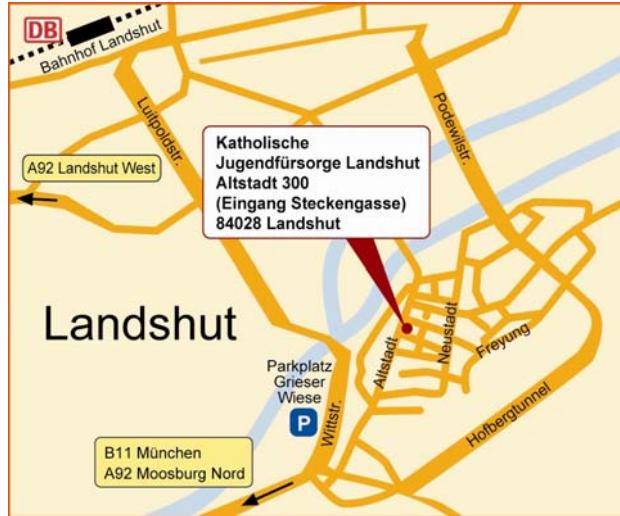 DB
Bahnhof Landshut
Luitpoldstr.
Podewilstr.
A92 Landshut West
Katholische
Jugendfürsorge Landshut
Altstadt 300
(Eingang Steckengasse)
84028 Landshut
Landshut
Altstadt
Neustadt
Freyung
Parkplatz
Grieser
Wiese
P
Wittstr.
Hofbergtunnel
B11 München
A92 Moosburg Nord